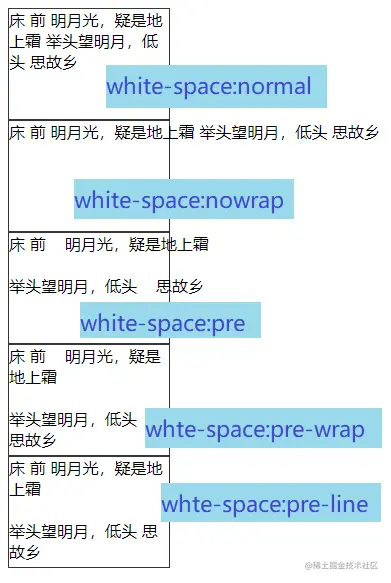 床 前 明月光，疑是地
上霜 举头望明月，低
头 思故乡
white-space:normal
床 前 明月光，疑是地上霜 举头望明月，低头 思故乡
white-space:nowrap
床 前    明月光，疑是地上霜
举头望明月，低头    思故乡
white-space:pre
床 前    明月光，疑是
地上霜
举头望明月，低头
思故乡
whte-space:pre-wrap
床 前 明月光，疑是地
上霜
举头望明月，低头 思
故乡
whte-space:pre-line
@稀土掘金技术社区